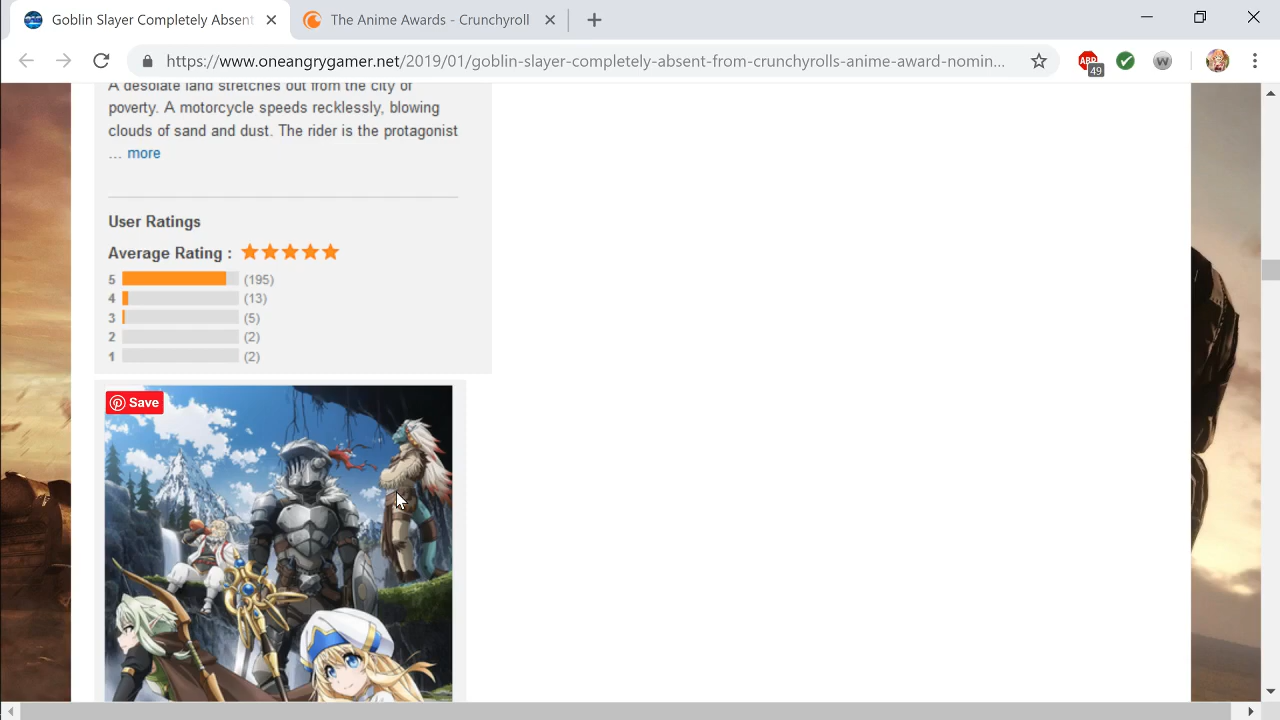 Goblin Slayer Completely Absent
The Anime Awards - Crunchyroll
https://www.oneangrygamer.net/2019/01/goblin-slayer-completely-absent-from-crunchyrolls-anime-award-nomin...
ABP
49
W
A desolate land stretches out from the city of
poverty. A motorcycle speeds recklessly, blowing
clouds of sand and dust. The rider is the protagonist
... more
User Ratings
Average Rating :
5 (195)
4 (13)
3 (5)
2 (2)
1 (2)
Save